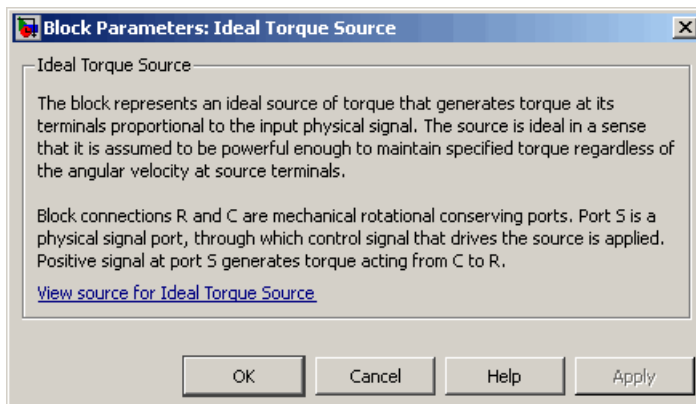 Block Parameters: Ideal Torque Source
Ideal Torque Source
The block represents an ideal source of torque that generates torque at its
terminals proportional to the input physical signal. The source is ideal in a sense
that it is assumed to be powerful enough to maintain specified torque regardless of
the angular velocity at source terminals.
Block connections R and C are mechanical rotational conserving ports. Port S is a
physical signal port, through which control signal that drives the source is applied.
Positive signal at port S generates torque acting from C to R.
View source for Ideal Torque Source
OK Cancel Help Apply